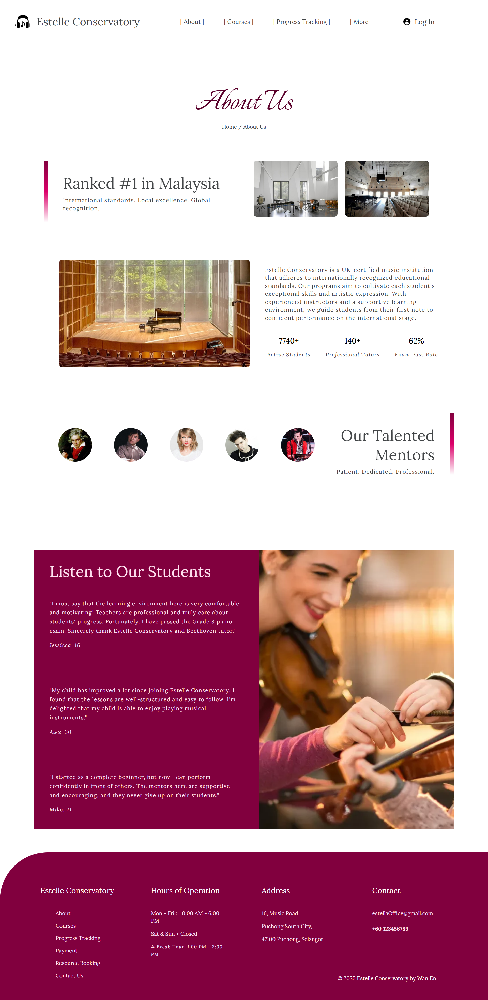 Estelle Conservatory
| About |
| Courses |
| Progress Tracking |
| More |
Log In
About Us
Home / About Us
Ranked #1 in Malaysia
International standards. Local excellence. Global
recognition.
Estelle Conservatory is a UK-certified music institution
that adheres to internationally recognized educational
standards. Our programs aim to cultivate each student's
exceptional skills and artistic expression. With
experienced instructors and a supportive learning
environment, we guide students from their first note to
confident performance on the international stage.
7740+
Active Students
140+
Professional Tutors
62%
Exam Pass Rate
Our Talented
Mentors
Patient. Dedicated. Professional.
Listen to Our Students
"I must say that the learning environment here is very comfortable
and motivating! Teachers are professional and truly care about
students' progress. Fortunately, I have passed the Grade 8 piano
exam. Sincerely thank Estelle Conservatory and Beethoven tutor."
Jessicca, 16
"My child has improved a lot since joining Estelle Conservatory. I
found that the lessons are well-structured and easy to follow. I'm
delighted that my child is able to enjoy playing musical
instruments."
Alex, 30
"I started as a complete beginner, but now I can perform
confidently in front of others. The mentors here are supportive
and encouraging, and they never give up on their students."
Mike, 21
Estelle Conservatory
About
Courses
Progress Tracking
Payment
Resource Booking
Contact Us
Hours of Operation
Mon - Fri > 10:00 AM - 6:00
PM
Sat & Sun > Closed
# Break Hour: 1:00 PM - 2:00
PM
Address
16, Music Road,
Puchong South City,
47100 Puchong, Selangor
Contact
estellaOffice@gmail.com
+60 123456789
© 2025 Estelle Conservatory by Wan En